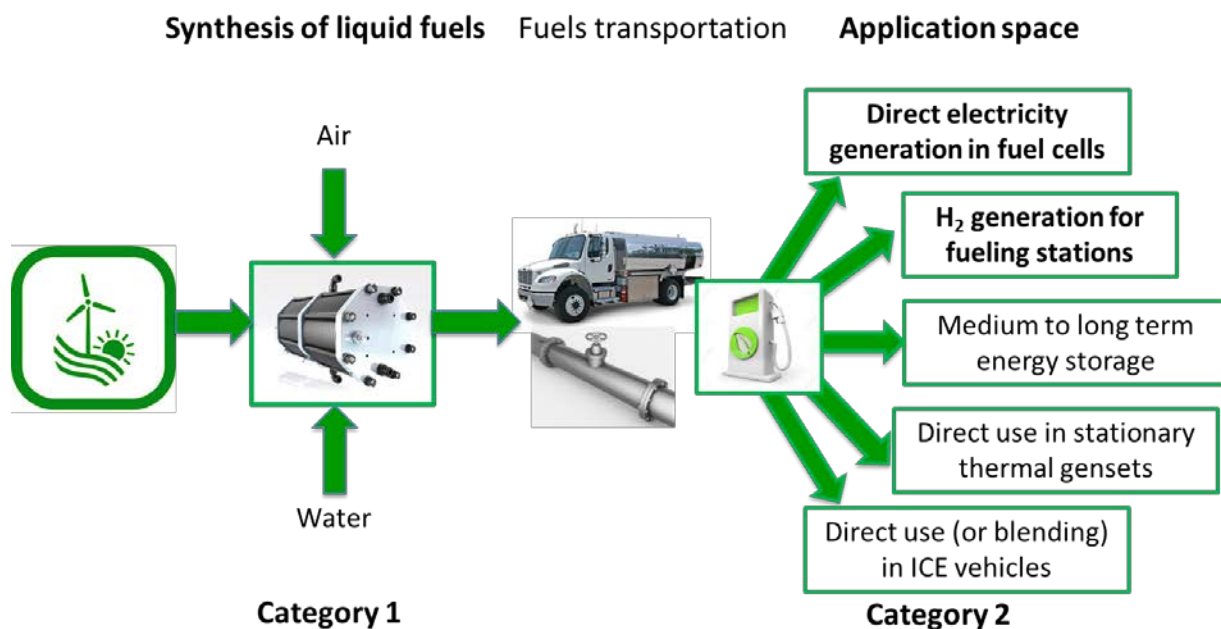 Synthesis of liquid fuels
Fuels transportation
Application space
Air
Water
Direct electricity
generation in fuel cells
H₂ generation for
fueling stations
Medium to long term
energy storage
Direct use in stationary
thermal gensets
Direct use (or blending)
in ICE vehicles
Category 1
Category 2